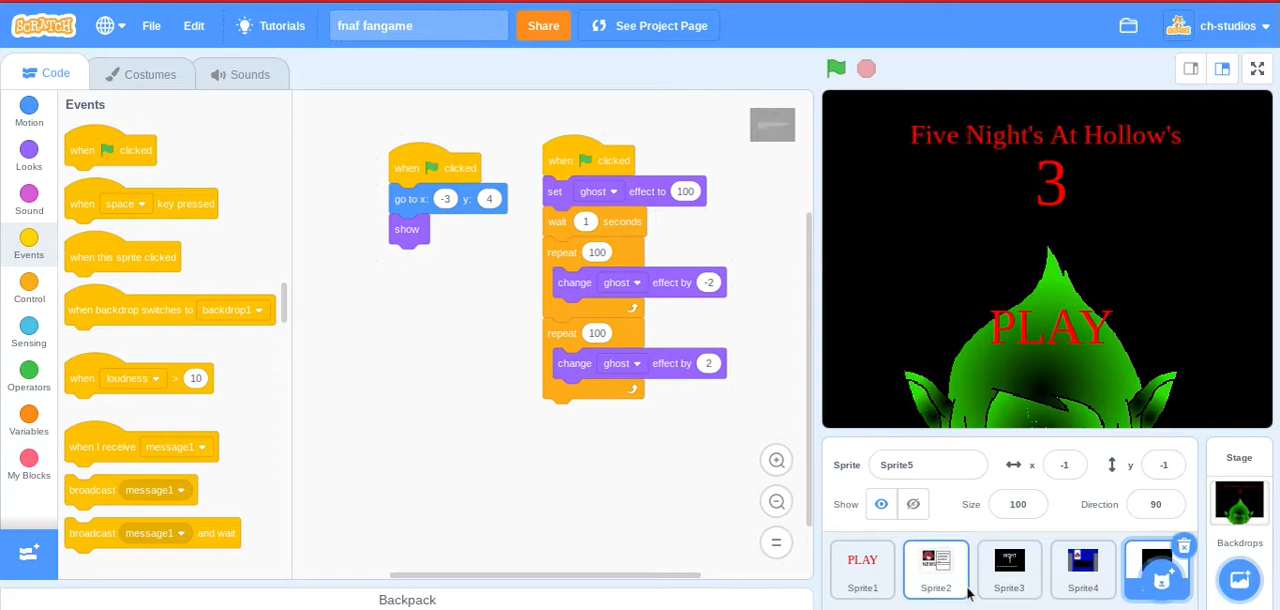 SCRATCH File Edit Tutorials fnaf fangame Share See Project Page ch-studios
Code Costumes Sounds
Motion
Looks
Sound
Events
Control
Sensing
Operators
Variables
My Blocks
Events
when clicked
when space key pressed
when this sprite clicked
when backdrop switches to backdrop1
when loudness > 10
when I receive message1
broadcast message1
broadcast message1 and wait
when clicked
go to x: -3 y: 4
show
when clicked
set ghost effect to 100
wait 1 seconds
repeat 100
change ghost effect by -2
repeat 100
change ghost effect by 2
Five Night's At Hollow's
3
PLAY
Sprite Sprite5 x -1 y -1
Show Size 100 Direction 90
PLAY
Sprite1
NEWS
Sprite2
Sprite3
Sprite4
Stage
Backdrops
Backpack